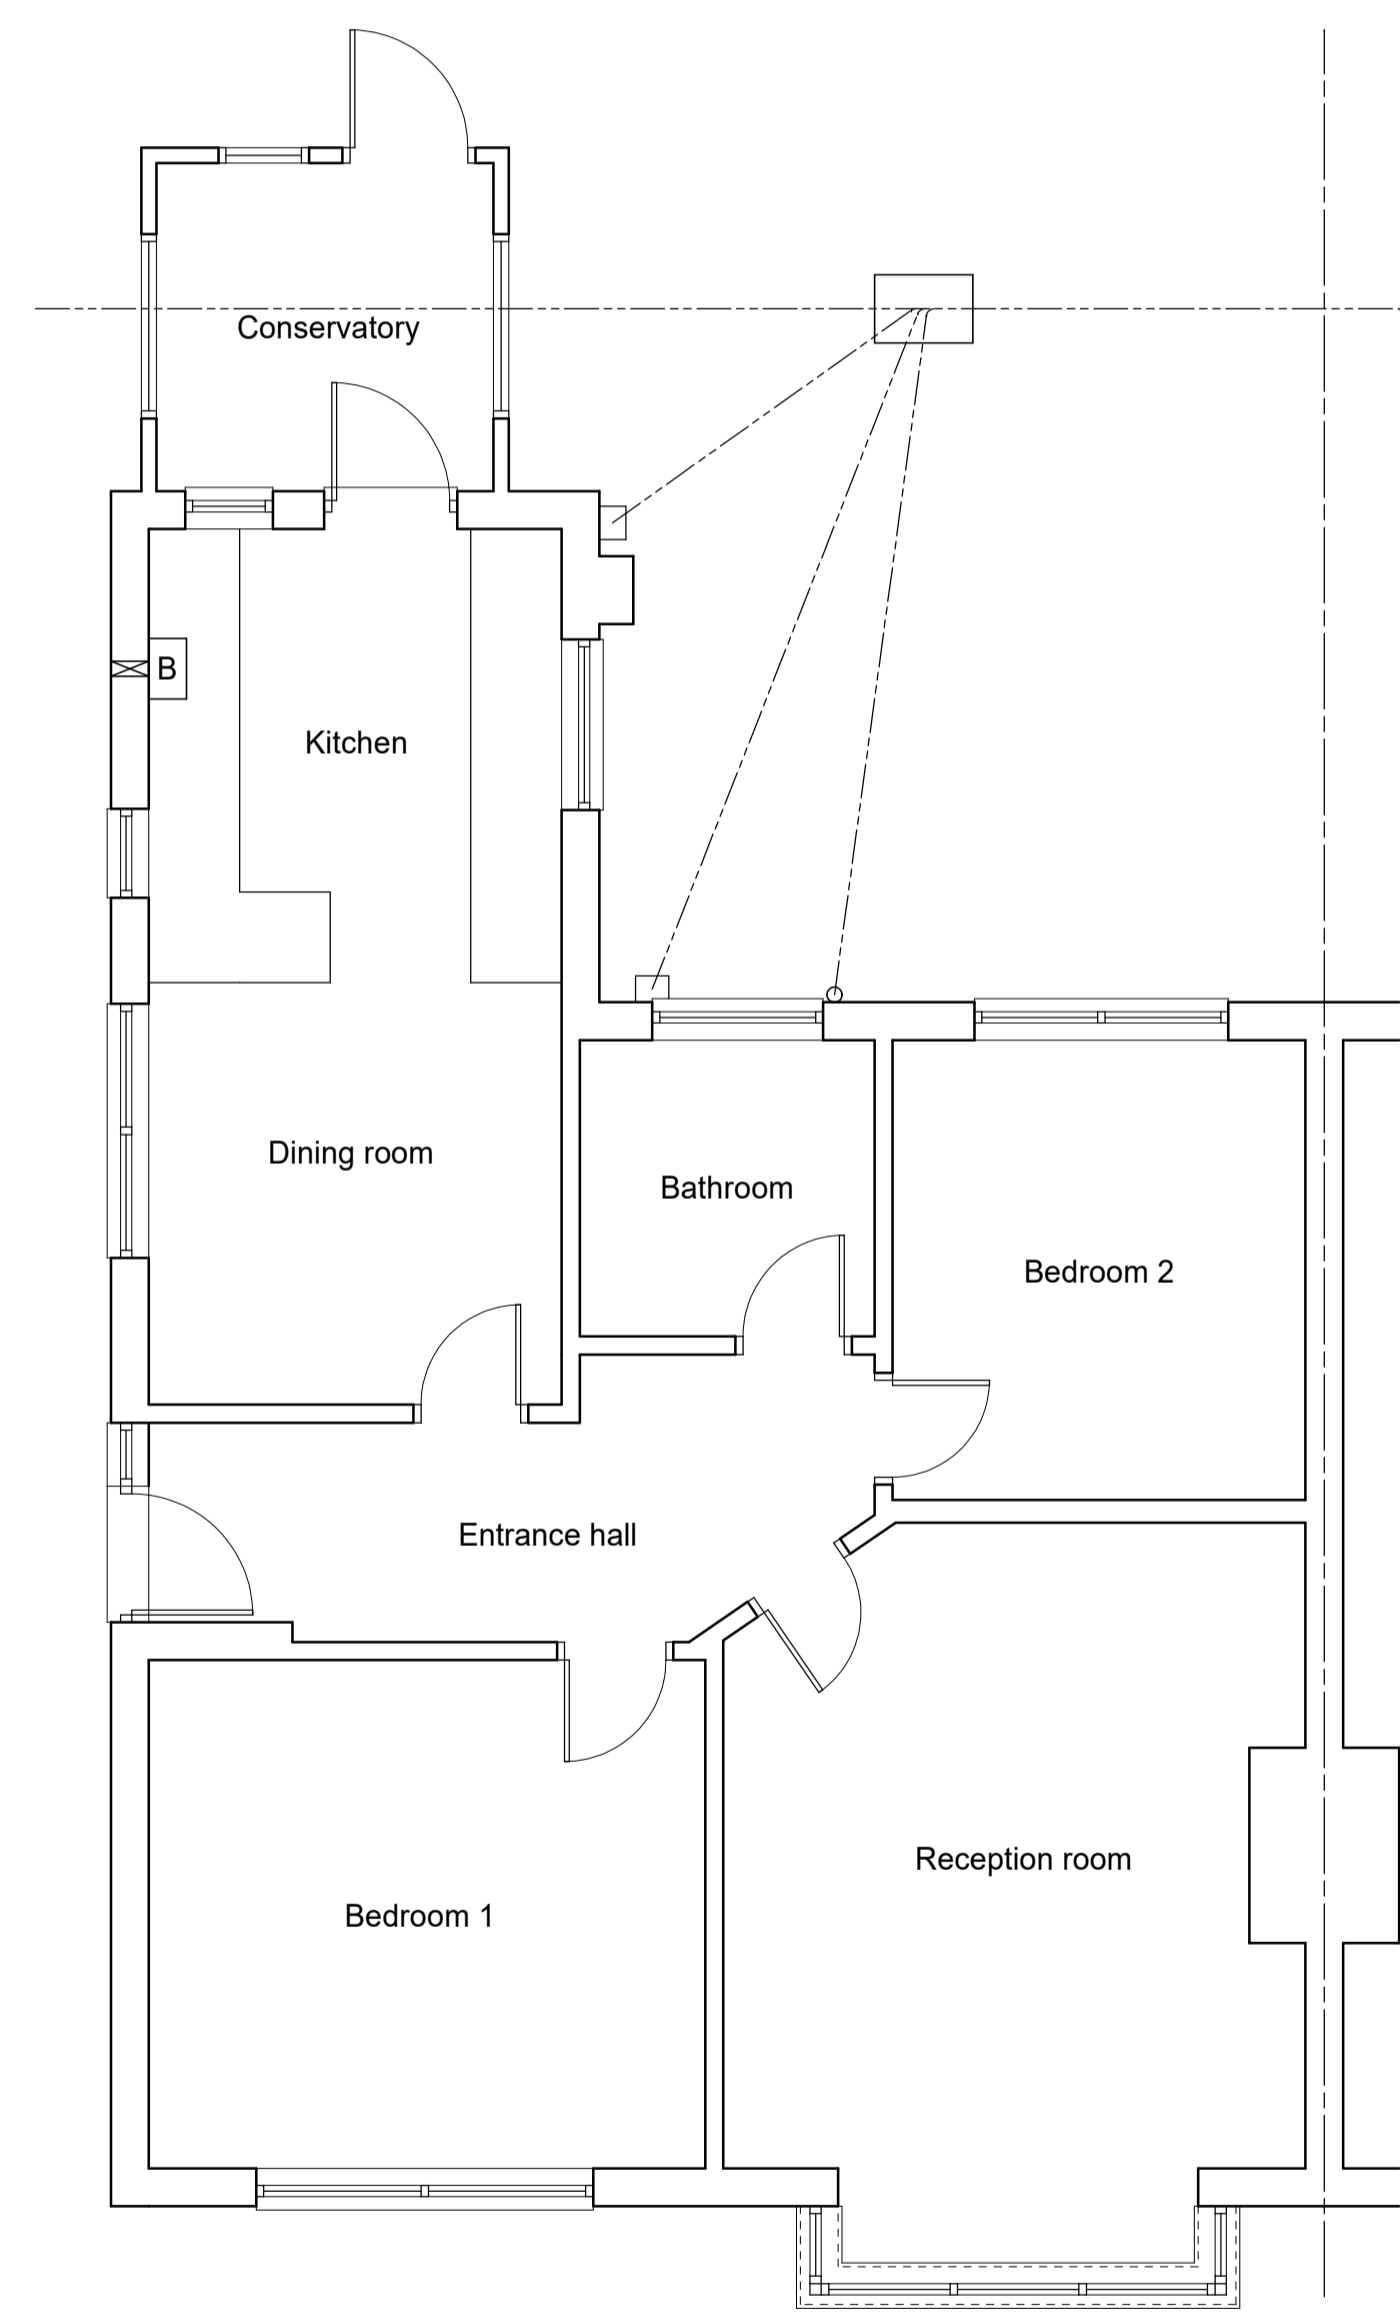 Conservatory
B
Kitchen
Dining room
Bathroom
Bedroom 2
Entrance hall
Reception room
Bedroom 1